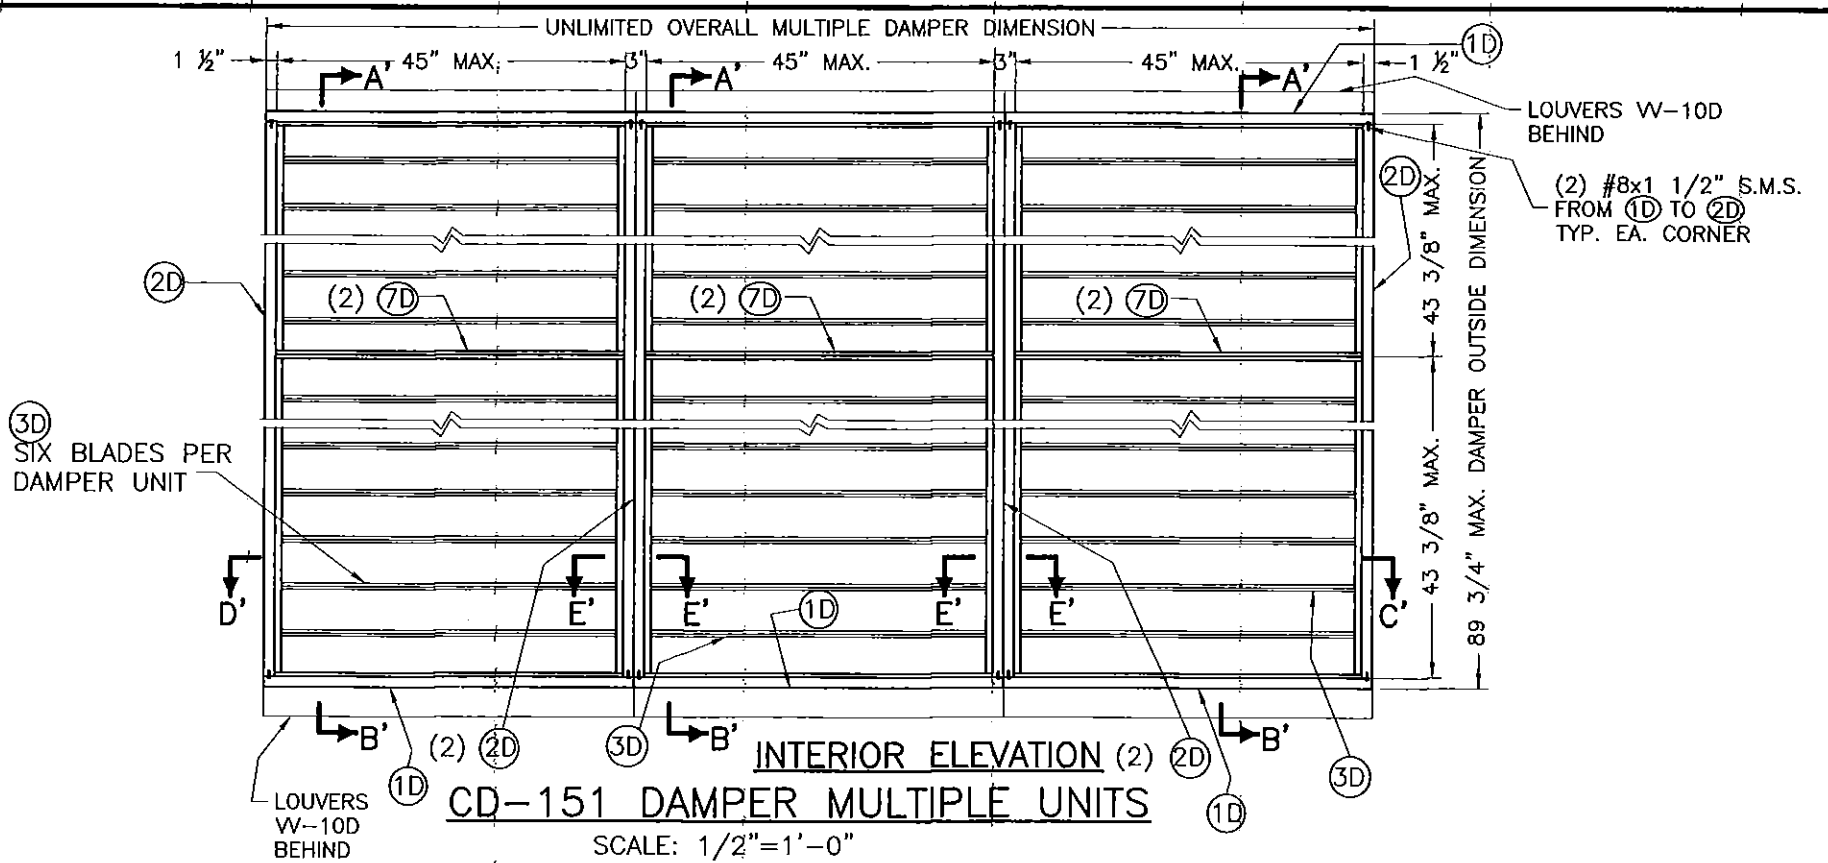 UNLIMITED OVERALL MULTIPLE DAMPER DIMENSION
1 ½" 45" MAX. 3" 45" MAX. 3" 45" MAX. 1 ½"
1D
A' A' A'
LOUVERS VV-10D
BEHIND
2D
(2) #8x1 1/2" S.M.S.
FROM 1D TO 2D
TYP. EA. CORNER
43 3/8" MAX.
43 3/8" MAX.
89 3/4" MAX. DAMPER OUTSIDE DIMENSION
2D
(2) 7D (2) 7D (2) 7D
3D
SIX BLADES PER
DAMPER UNIT
D' E' E' E' E' C'
1D
B' B' B'
(2) 2D 3D (2) 2D 3D
1D 1D
LOUVERS
VV-10D
BEHIND
INTERIOR ELEVATION
CD-151 DAMPER MULTIPLE UNITS
SCALE: 1/2"=1'-0"